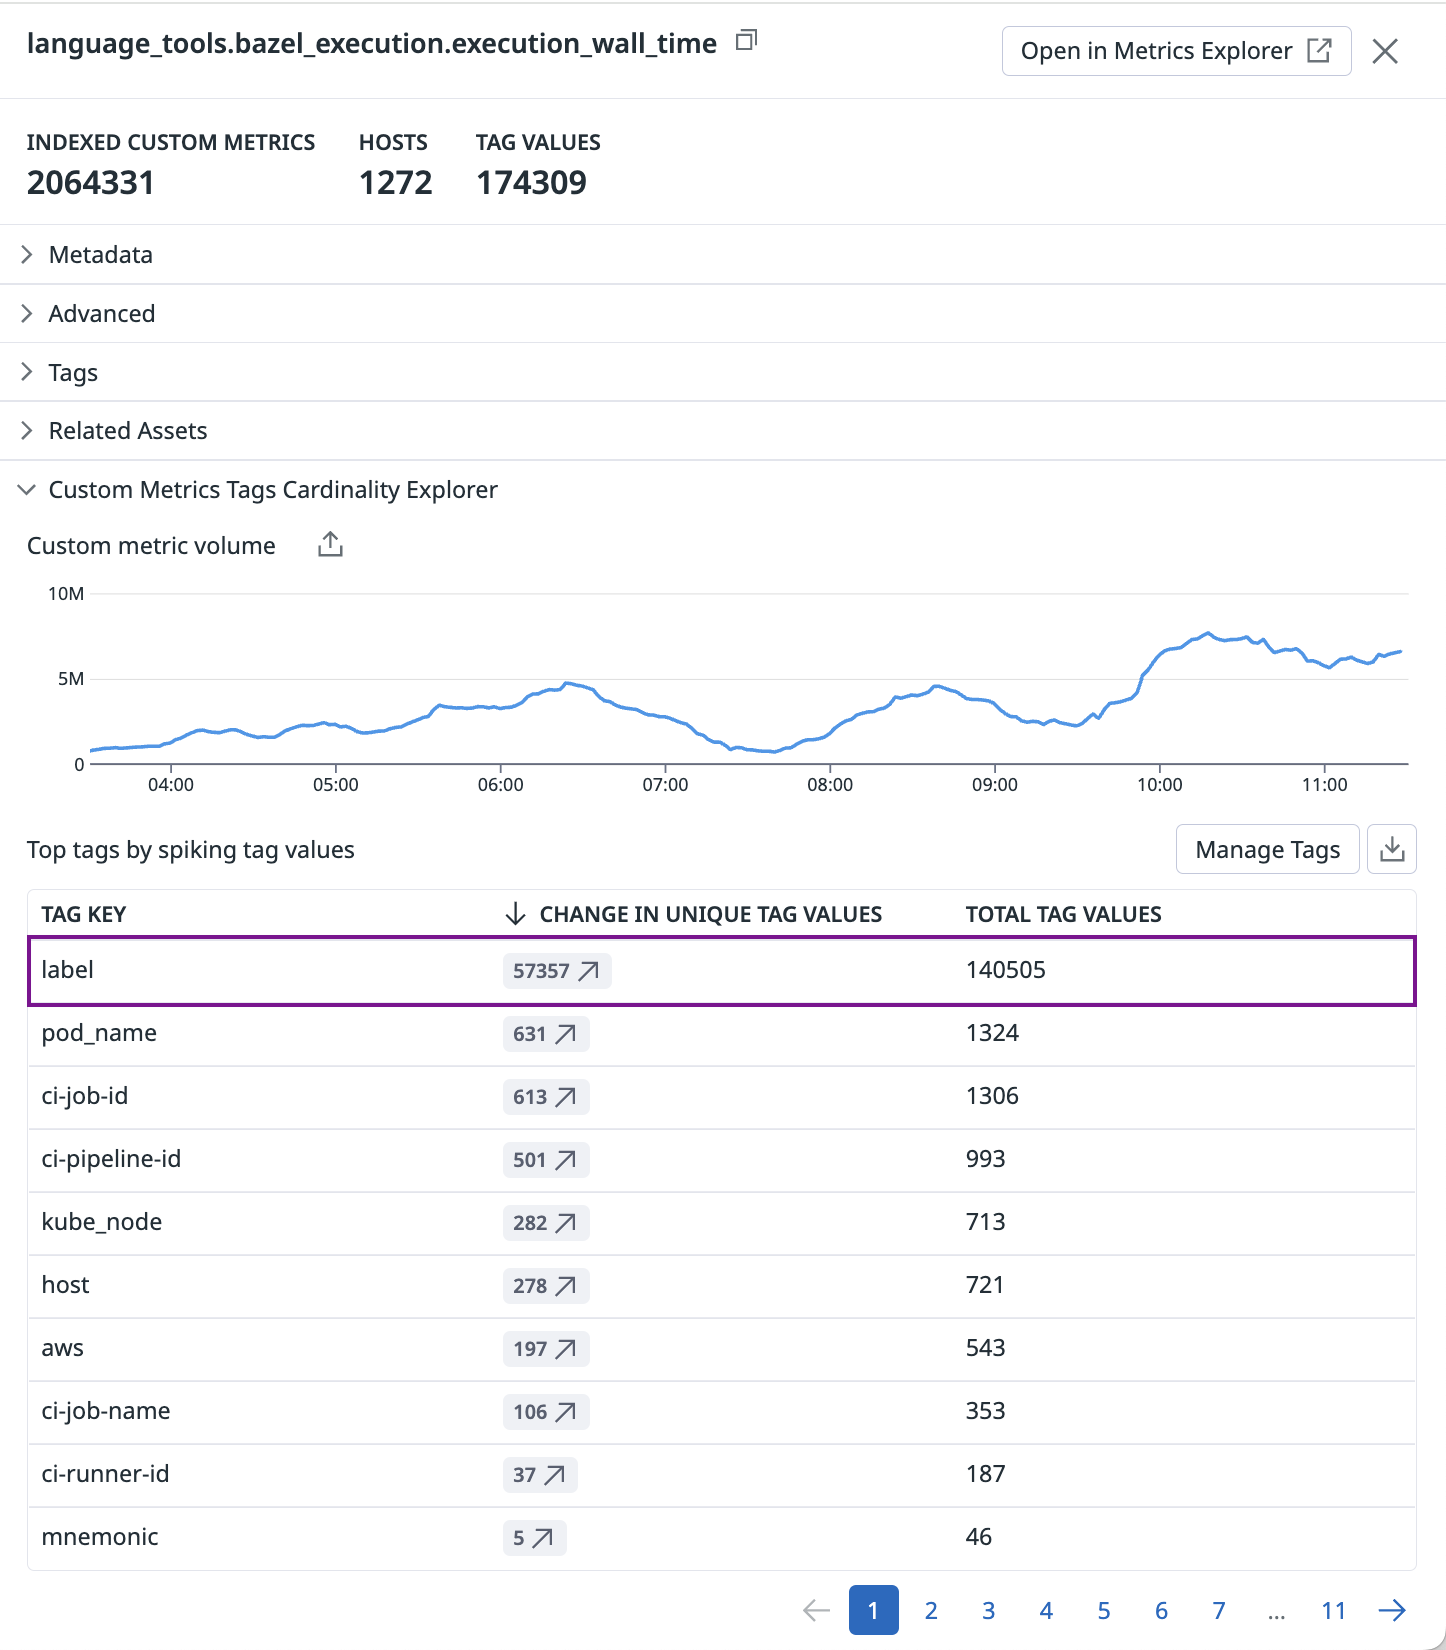 language_tools.bazel_execution.execution_wall_time
Open in Metrics Explorer
INDEXED CUSTOM METRICS HOSTS TAG VALUES
2064331 1272 174309
Metadata
Advanced
Tags
Related Assets
Custom Metrics Tags Cardinality Explorer
Custom metric volume
10M
5M
0
04:00 05:00 06:00 07:00 08:00 09:00 10:00 11:00
Top tags by spiking tag values
Manage Tags
TAG KEY CHANGE IN UNIQUE TAG VALUES TOTAL TAG VALUES
label 57357 140505
pod_name 631 1324
ci-job-id 613 1306
ci-pipeline-id 501 993
kube_node 282 713
host 278 721
aws 197 543
ci-job-name 106 353
ci-runner-id 37 187
mnemonic 5 46
1 2 3 4 5 6 7 ... 11